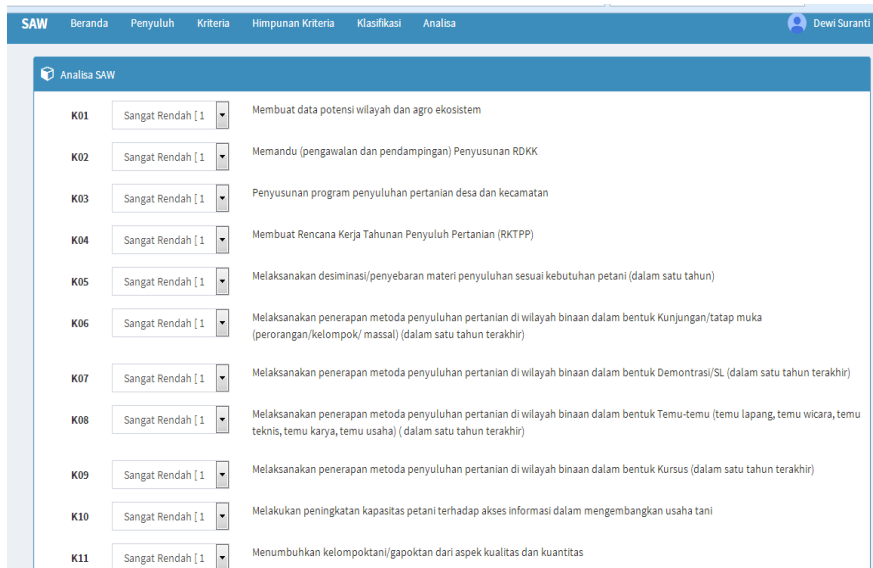 SAW Beranda Penyuluh Kriteria Himpunan Kriteria Klasifikasi Analisa Dewi Suranti
Analisa SAW
K01 Sangat Rendah [ 1 Membuat data potensi wilayah dan agro ekosistem
K02 Sangat Rendah [ 1 Memandu (pengawalan dan pendampingan) Penyusunan RDKK
K03 Sangat Rendah [ 1 Penyusunan program penyuluhan pertanian desa dan kecamatan
K04 Sangat Rendah [ 1 Membuat Rencana Kerja Tahunan Penyuluh Pertanian (RKTPP)
K05 Sangat Rendah [ 1 Melaksanakan desiminasi/penyebaran materi penyuluhan sesuai kebutuhan petani (dalam satu tahun)
K06 Sangat Rendah [ 1 Melaksanakan penerapan metoda penyuluhan pertanian di wilayah binaan dalam bentuk Kunjungan/tatap muka
(perorangan/kelompok/ massal) (dalam satu tahun terakhir)
K07 Sangat Rendah [ 1 Melaksanakan penerapan metoda penyuluhan pertanian di wilayah binaan dalam bentuk Demontrasi/SL (dalam satu tahun terakhir)
K08 Sangat Rendah [ 1 Melaksanakan penerapan metoda penyuluhan pertanian di wilayah binaan dalam bentuk Temu-temu (temu lapang, temu wicara, temu
teknis, temu karya, temu usaha) ( dalam satu tahun terakhir)
K09 Sangat Rendah [ 1 Melaksanakan penerapan metoda penyuluhan pertanian di wilayah binaan dalam bentuk Kursus (dalam satu tahun terakhir)
K10 Sangat Rendah [ 1 Melakukan peningkatan kapasitas petani terhadap akses informasi dalam mengembangkan usaha tani
K11 Sangat Rendah [ 1 Menumbuhkan kelompoktani/gapoktan dari aspek kualitas dan kuantitas